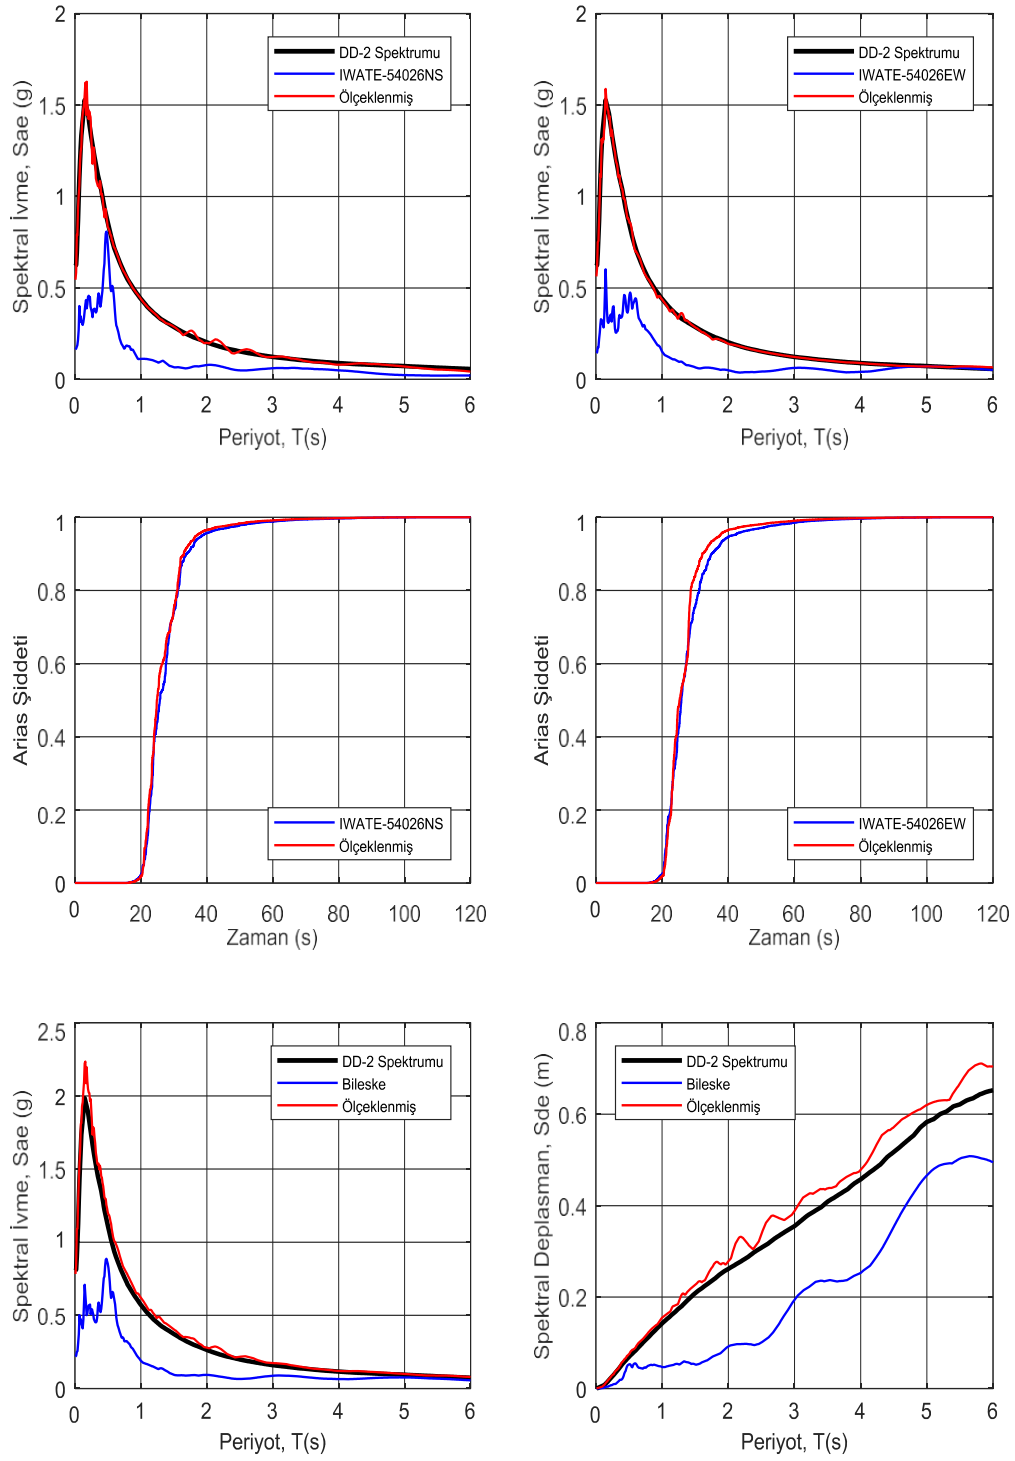 Spektral İvme, Sae (g)
2
1.5
1
0.5
0
DD-2 Spektrumu
IWATE-54026NS
Ölçeklenmiş
0 1 2 3 4 5 6
Periyot, T(s)
Spektral İvme, Sae (g)
2
1.5
1
0.5
0
DD-2 Spektrumu
IWATE-54026EW
Ölçeklenmiş
0 1 2 3 4 5 6
Periyot, T(s)
Arias Şiddeti
1
0.8
0.6
0.4
0.2
0
IWATE-54026NS
Ölçeklenmiş
0 20 40 60 80 100 120
Zaman (s)
Arias Şiddeti
1
0.8
0.6
0.4
0.2
0
IWATE-54026EW
Ölçeklenmiş
0 20 40 60 80 100 120
Zaman (s)
Spektral İvme, Sae (g)
2.5
2
1.5
1
0.5
0
DD-2 Spektrumu
Bileske
Ölçeklenmiş
0 1 2 3 4 5 6
Periyot, T(s)
Spektral Deplasman, Sde (m)
0.8
0.6
0.4
0.2
0
DD-2 Spektrumu
Bileske
Ölçeklenmiş
0 1 2 3 4 5 6
Periyot, T(s)